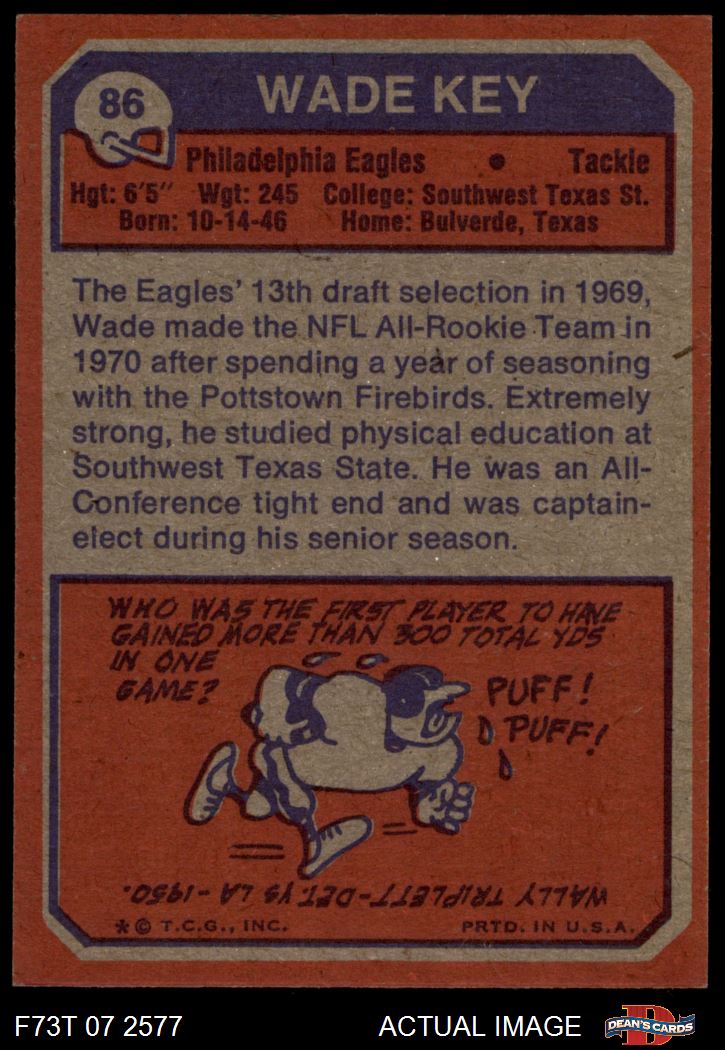 86
WADE KEY
Philadelphia Eagles • Tackle
Hgt: 6'5" Wgt: 245 College: Southwest Texas St.
Born: 10-14-46 Home: Bulverde, Texas
The Eagles' 13th draft selection in 1969,
Wade made the NFL All-Rookie Team in
1970 after spending a year of seasoning
with the Pottstown Firebirds. Extremely
strong, he studied physical education at
Southwest Texas State. He was an All-
Conference tight end and was captain-
elect during his senior season.
WHO WAS THE FIRST PLAYER TO HAVE
GAINED MORE THAN 300 TOTAL YDS
IN ONE
GAME?
PUFF!
PUFF!
WALLY TRIPLETT-DET. VS LA -1950.
*© T.C.G., INC. PRTD. IN U.S.A.
F73T 07 2577 ACTUAL IMAGE
D
DEAN'S CARDS